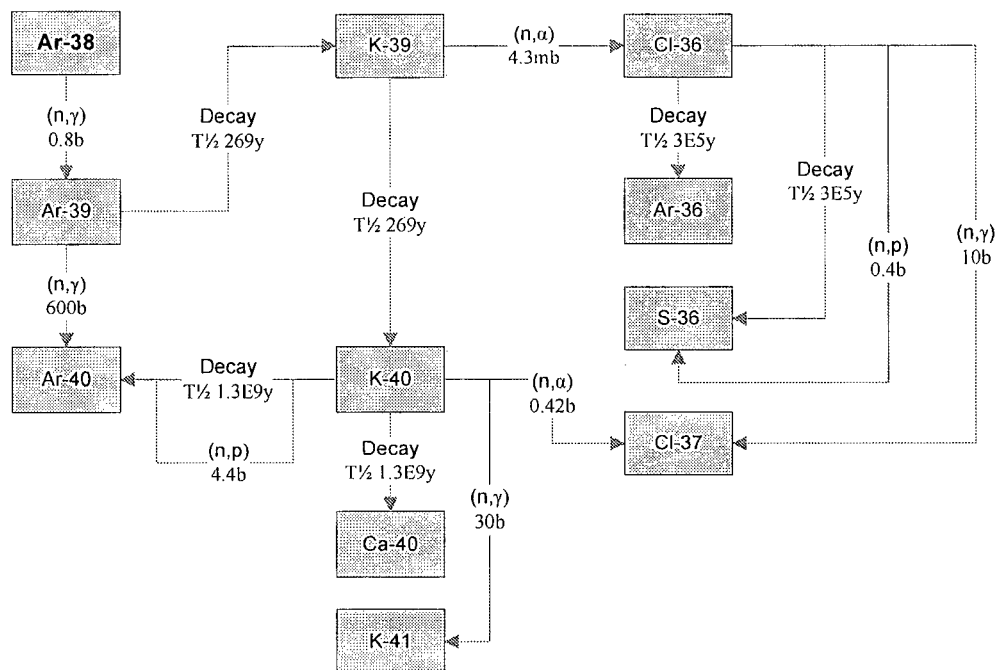 Ar-38
K-39
(n,α)
4.3mb
Cl-36
(n,γ)
0.8b
Decay
T½ 269y
Decay
T½ 3E5y
Decay
T½ 3E5y
Ar-39
Ar-36
Decay
T½ 269y
(n,p)
0.4b
(n,γ)
10b
(n,γ)
600b
S-36
Ar-40
Decay
T½ 1.3E9y
K-40
(n,α)
0.42b
Cl-37
(n,p)
4.4b
Decay
T½ 1.3E9y
(n,γ)
30b
Ca-40
K-41